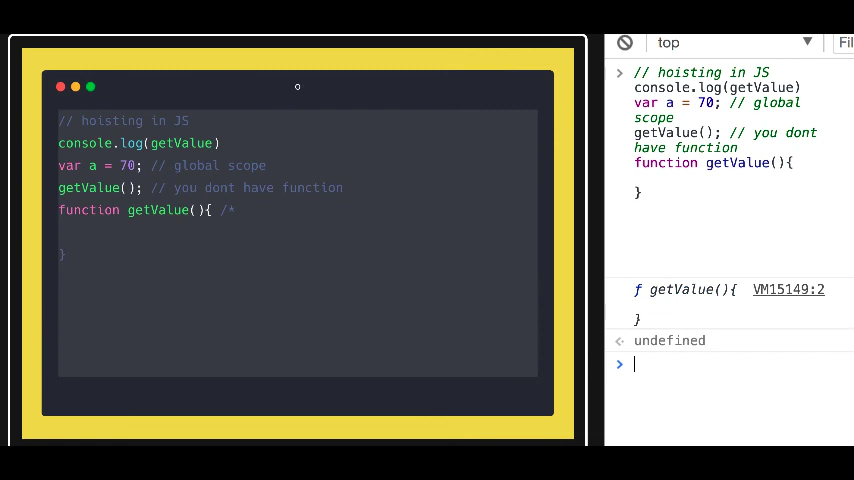 o
// hoisting in JS
console.log(getValue)
var a = 70; // global scope
getValue(); // you dont have function
function getValue(){ /*
}
top ▼ Fil
> // hoisting in JS
console.log(getValue)
var a = 70; // global
scope
getValue(); // you dont
have function
function getValue(){
}
ƒ getValue(){ VM15149:2
}
undefined
>